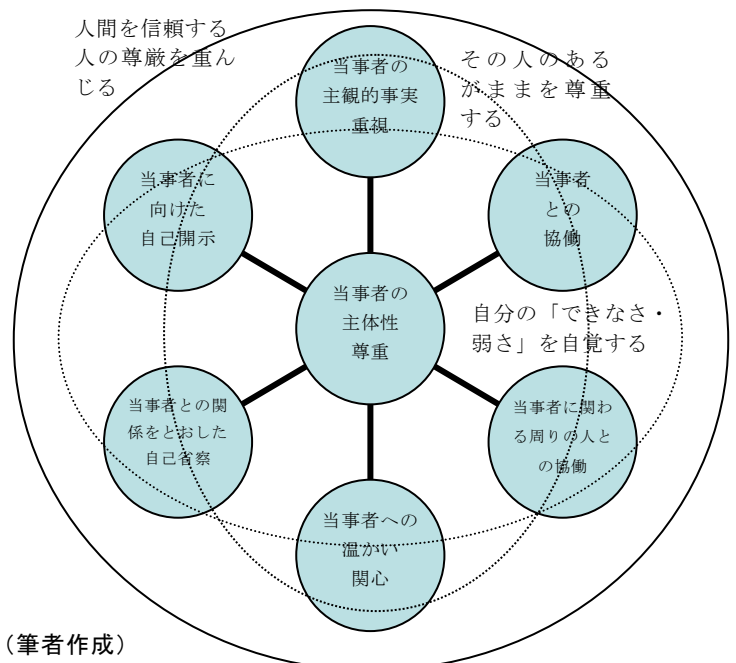 人間を信頼する
人の尊厳を重ん
じる
当事者の
主観的事実
重視
その人のある
がままを尊重
する
当事者に
向けた
自己開示
当事者
との
協働
当事者の
主体性
尊重
自分の「できなさ・
弱さ」を自覚する
当事者との関
係をとおした
自己省察
当事者に関わ
る周りの人と
の協働
当事者への
温かい
関心
（筆者作成）